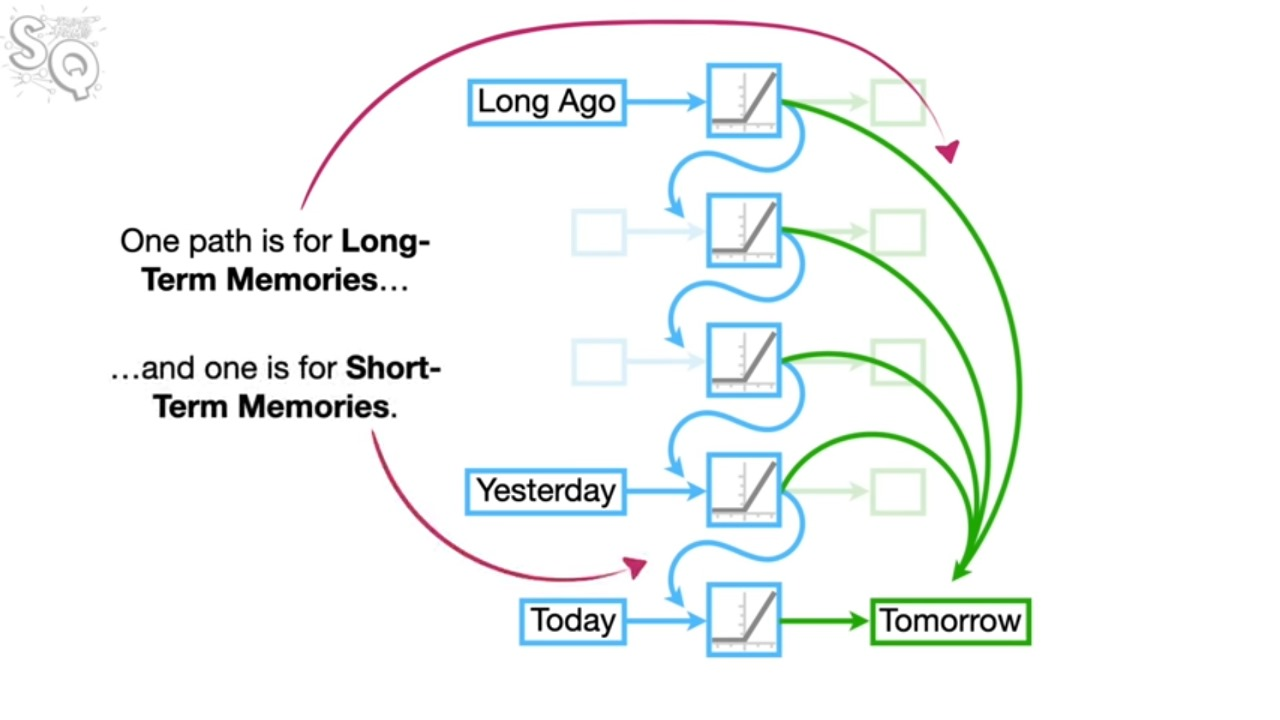 SQ
Long Ago
One path is for Long-
Term Memories...
...and one is for Short-
Term Memories.
Yesterday
Today
Tomorrow